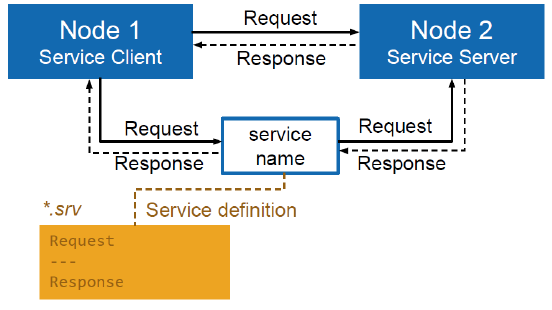 Node 1
Service Client
Request
Response
Node 2
Service Server
Request
Response
service
name
Request
Response
*.srv
Service definition
Request
---
Response